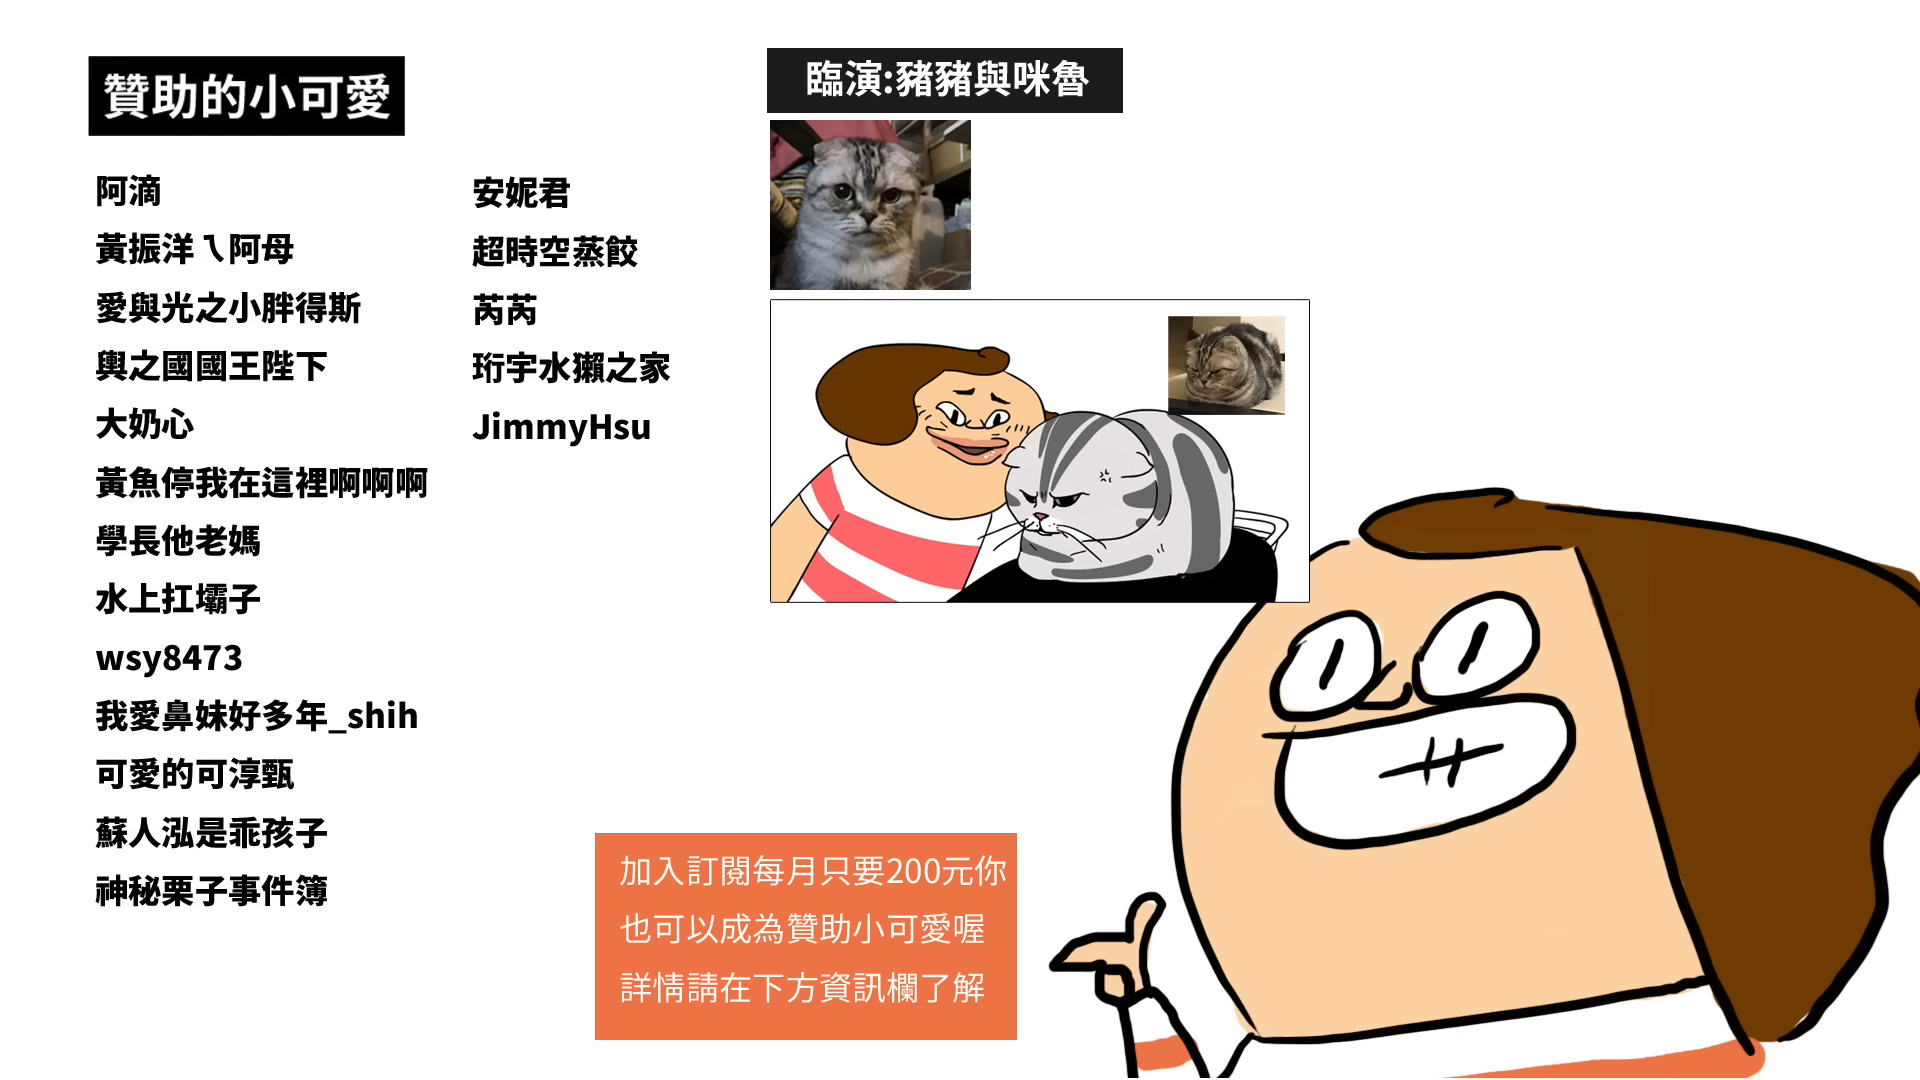 贊助的小可愛
阿滴
黃振洋ㄟ阿母
愛與光之小胖得斯
輿之國國王陛下
大奶心
黃魚停我在這裡啊啊啊
學長他老媽
水上扛壩子
wsy8473
我愛鼻妹好多年_shih
可愛的可淳甄
蘇人泓是乖孩子
神秘栗子事件簿
安妮君
超時空蒸餃
芮芮
珩宇水獺之家
JimmyHsu
臨演:豬豬與咪魯
加入訂閱每月只要200元你
也可以成為贊助小可愛喔
詳情請在下方資訊欄了解